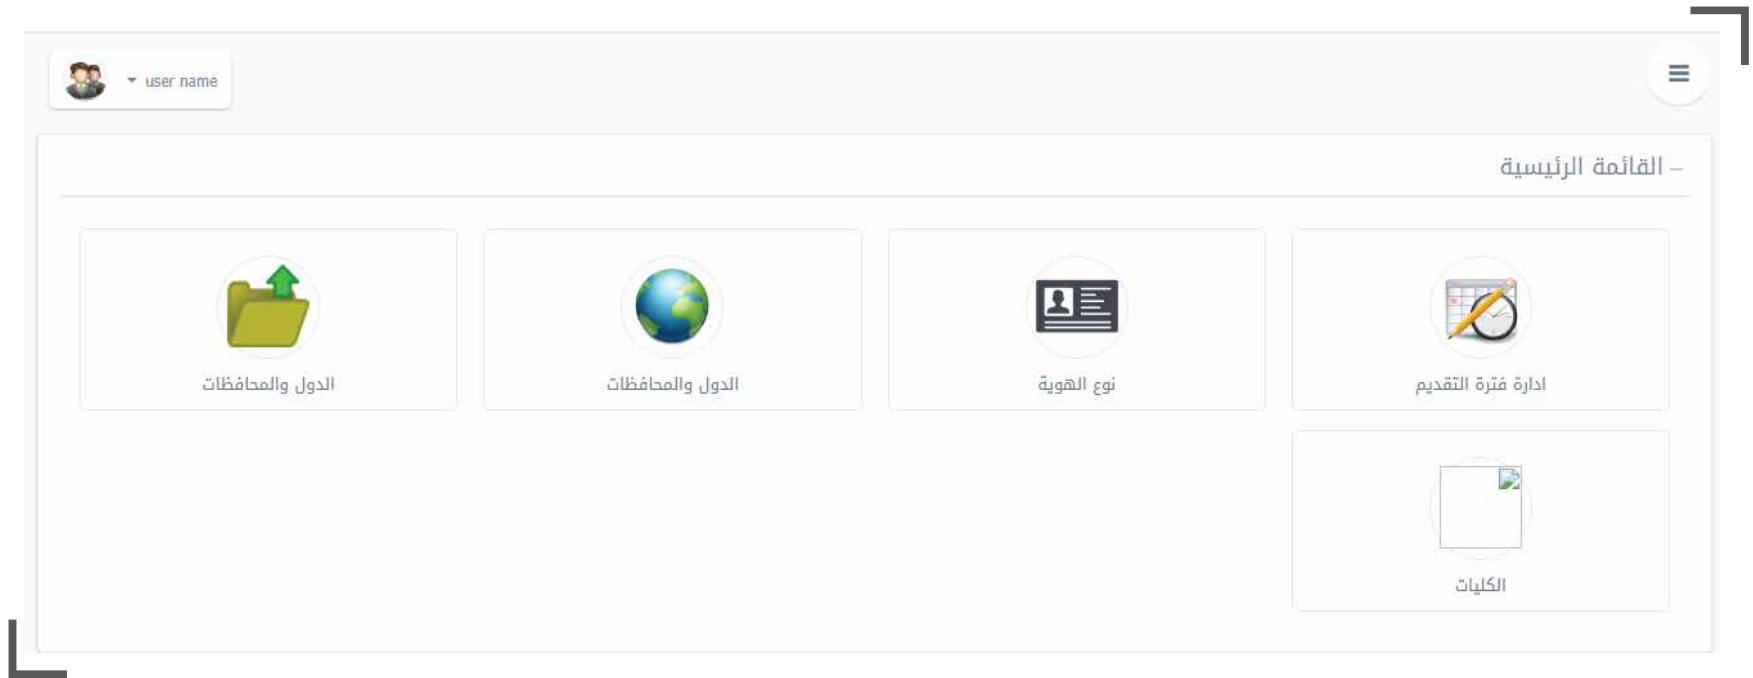 user name
– القائمة الرئيسية
ادارة فترة التقديم
نوع الهوية
الدول والمحافظات
الدول والمحافظات
الكليات